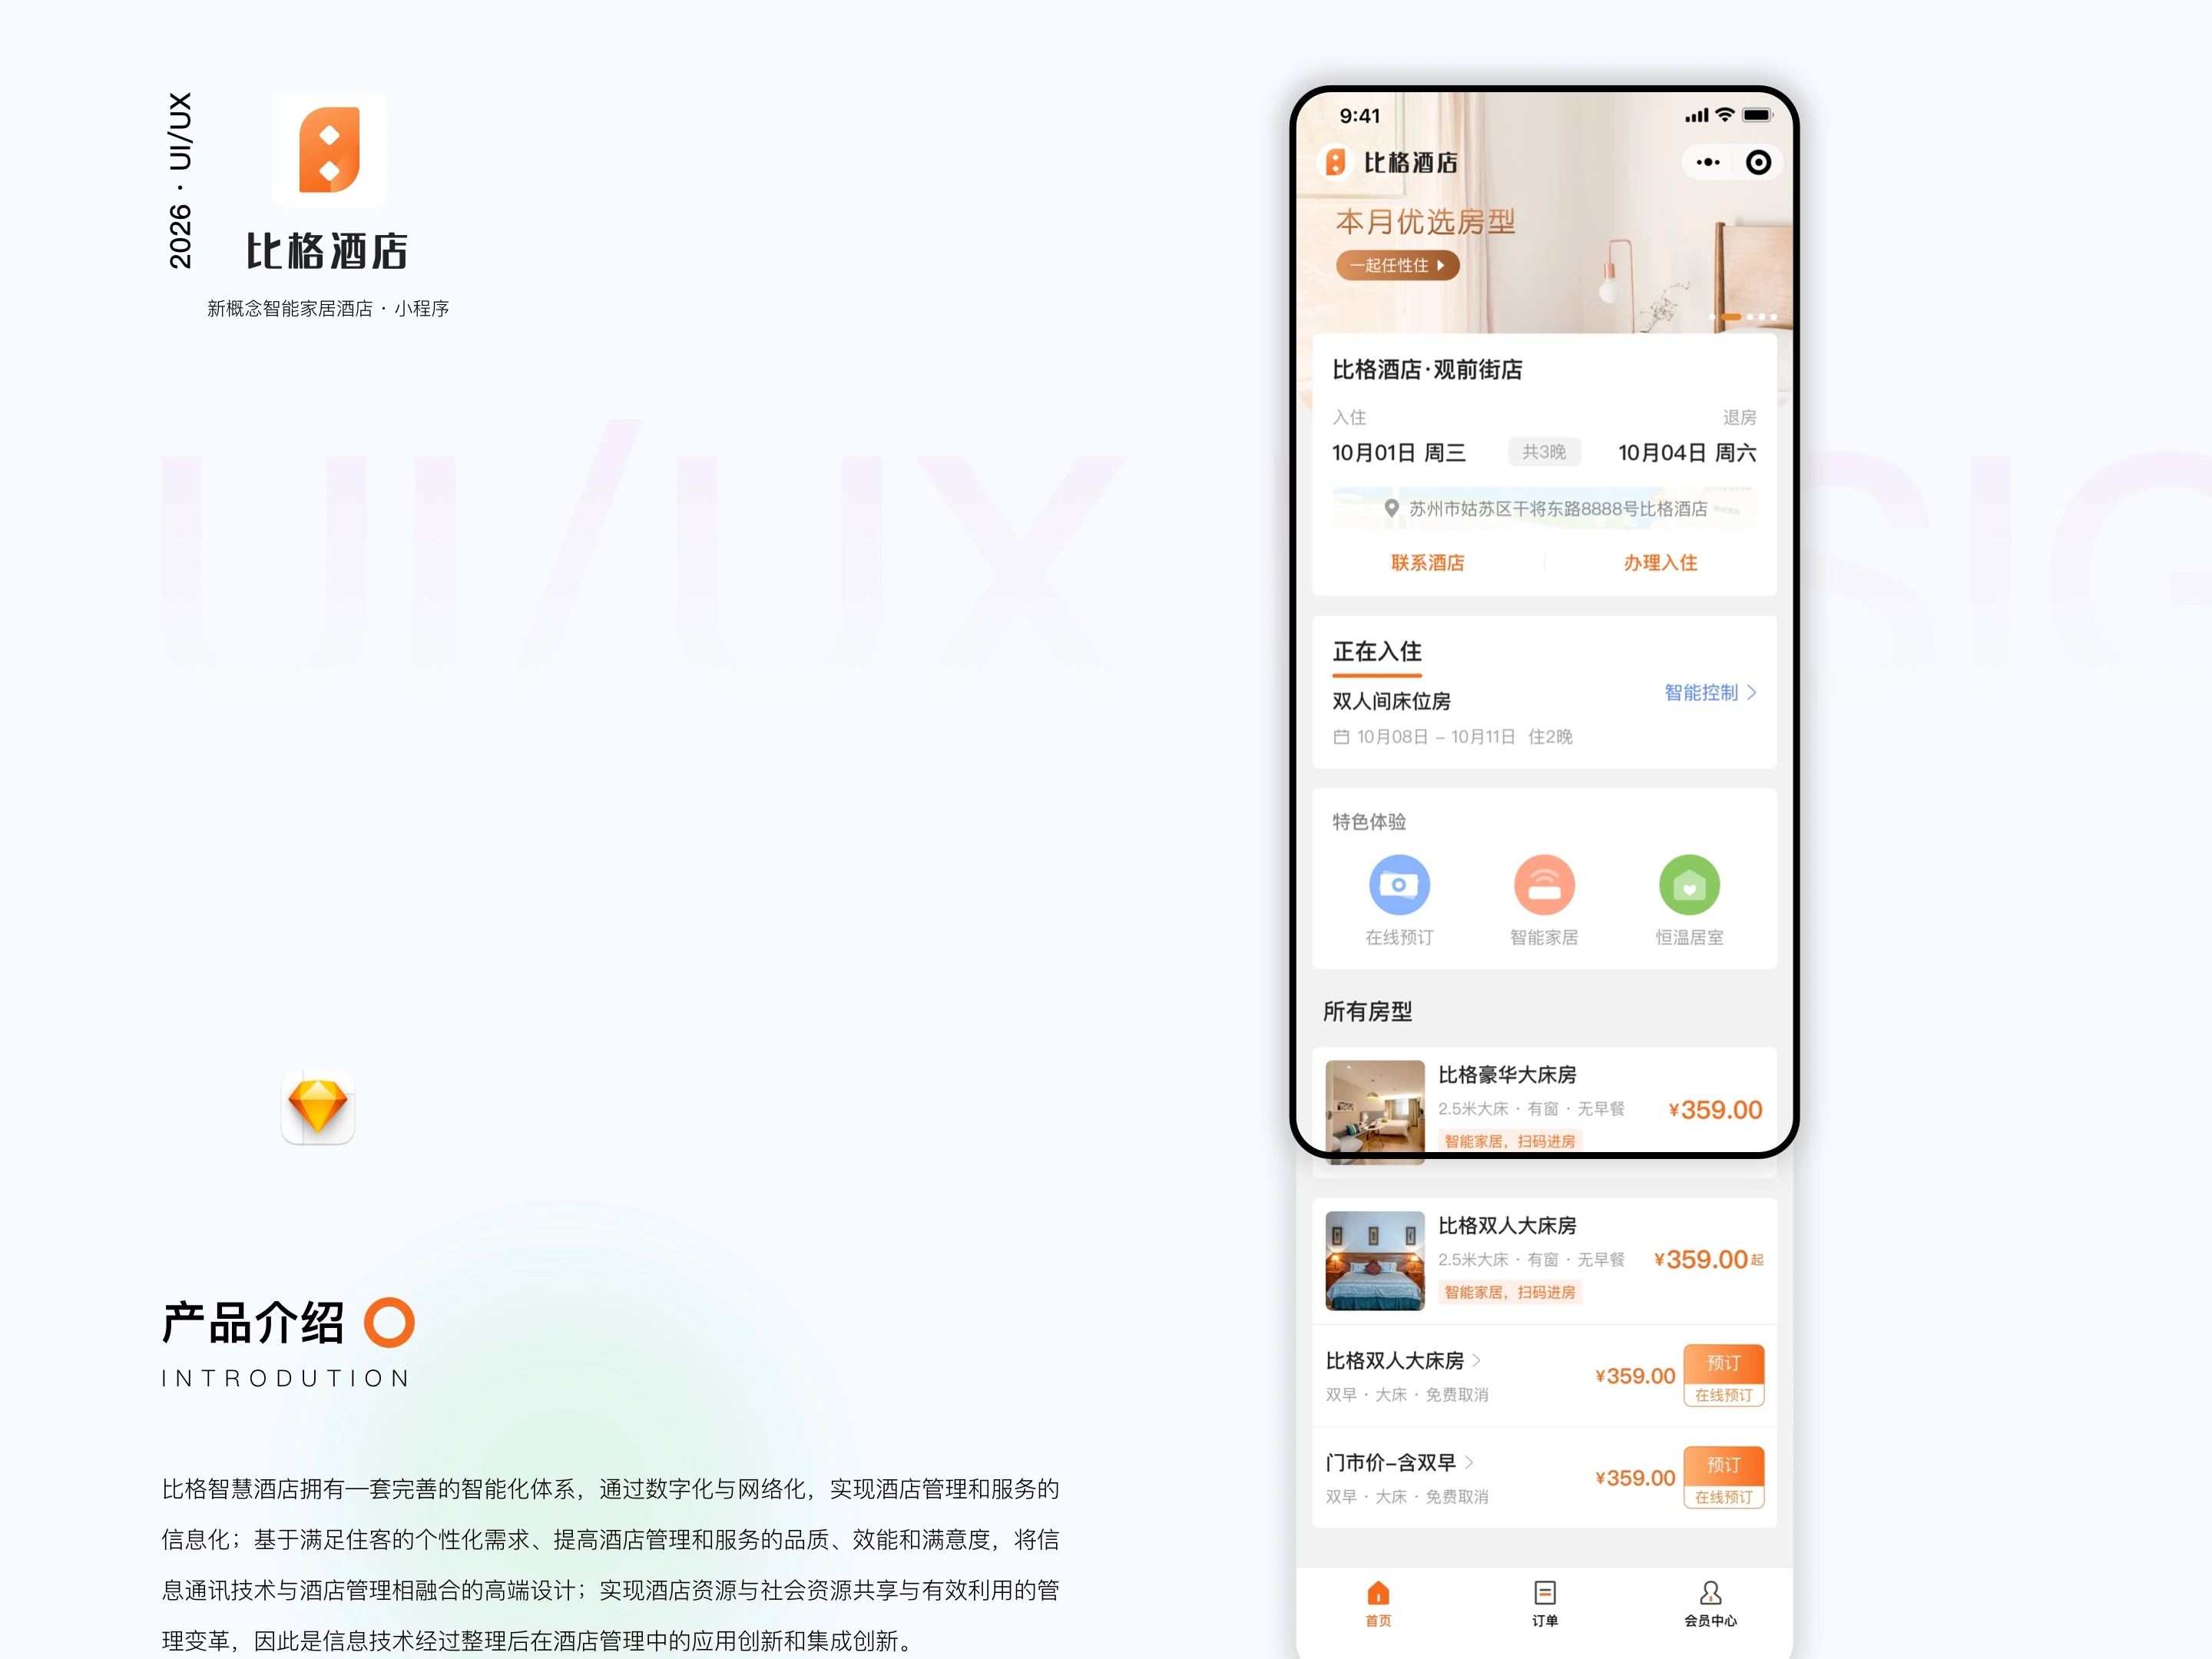 2026 · UI/UX
比格酒店
新概念智能家居酒店 · 小程序
UI/UX
SIG
产品介绍
INTRODUTION
比格智慧酒店拥有一套完善的智能化体系，通过数字化与网络化，实现酒店管理和服务的
信息化；基于满足住客的个性化需求、提高酒店管理和服务的品质、效能和满意度，将信
息通讯技术与酒店管理相融合的高端设计；实现酒店资源与社会资源共享与有效利用的管
理变革，因此是信息技术经过整理后在酒店管理中的应用创新和集成创新。
9:41
比格酒店
本月优选房型
一起任性住
比格酒店·观前街店
入住 退房
10月01日 周三 共3晚 10月04日 周六
苏州市姑苏区干将东路8888号比格酒店
联系酒店 办理入住
正在入住
双人间床位房
智能控制
10月08日 – 10月11日 住2晚
特色体验
在线预订 智能家居 恒温居室
所有房型
比格豪华大床房
2.5米大床 · 有窗 · 无早餐
¥359.00
智能家居，扫码进房
比格双人大床房
2.5米大床 · 有窗 · 无早餐
¥359.00起
智能家居，扫码进房
比格双人大床房
双早 · 大床 · 免费取消
¥359.00
预订
在线预订
门市价–含双早
双早 · 大床 · 免费取消
¥359.00
预订
在线预订
首页 订单 会员中心